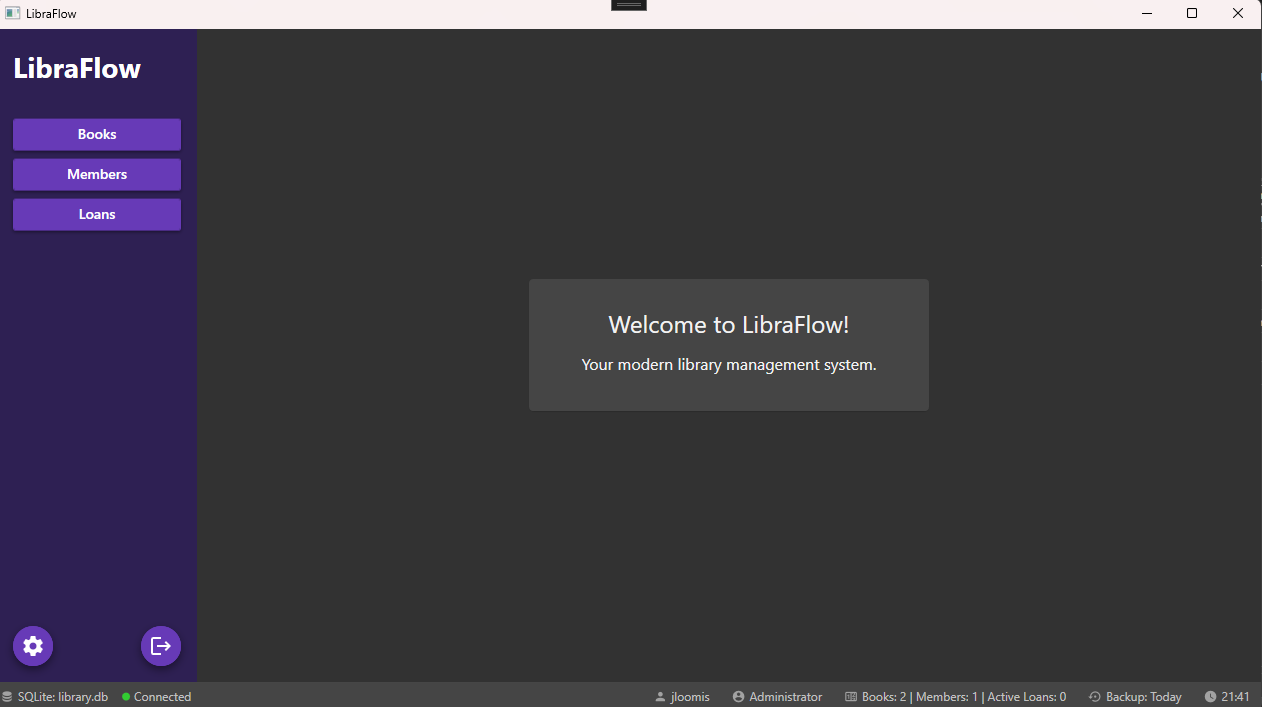 LibraFlow
LibraFlow
Books
Members
Loans
Welcome to LibraFlow!
Your modern library management system.
SQLite: library.db Connected jloomis Administrator Books: 2 | Members: 1 | Active Loans: 0 Backup: Today 21:41